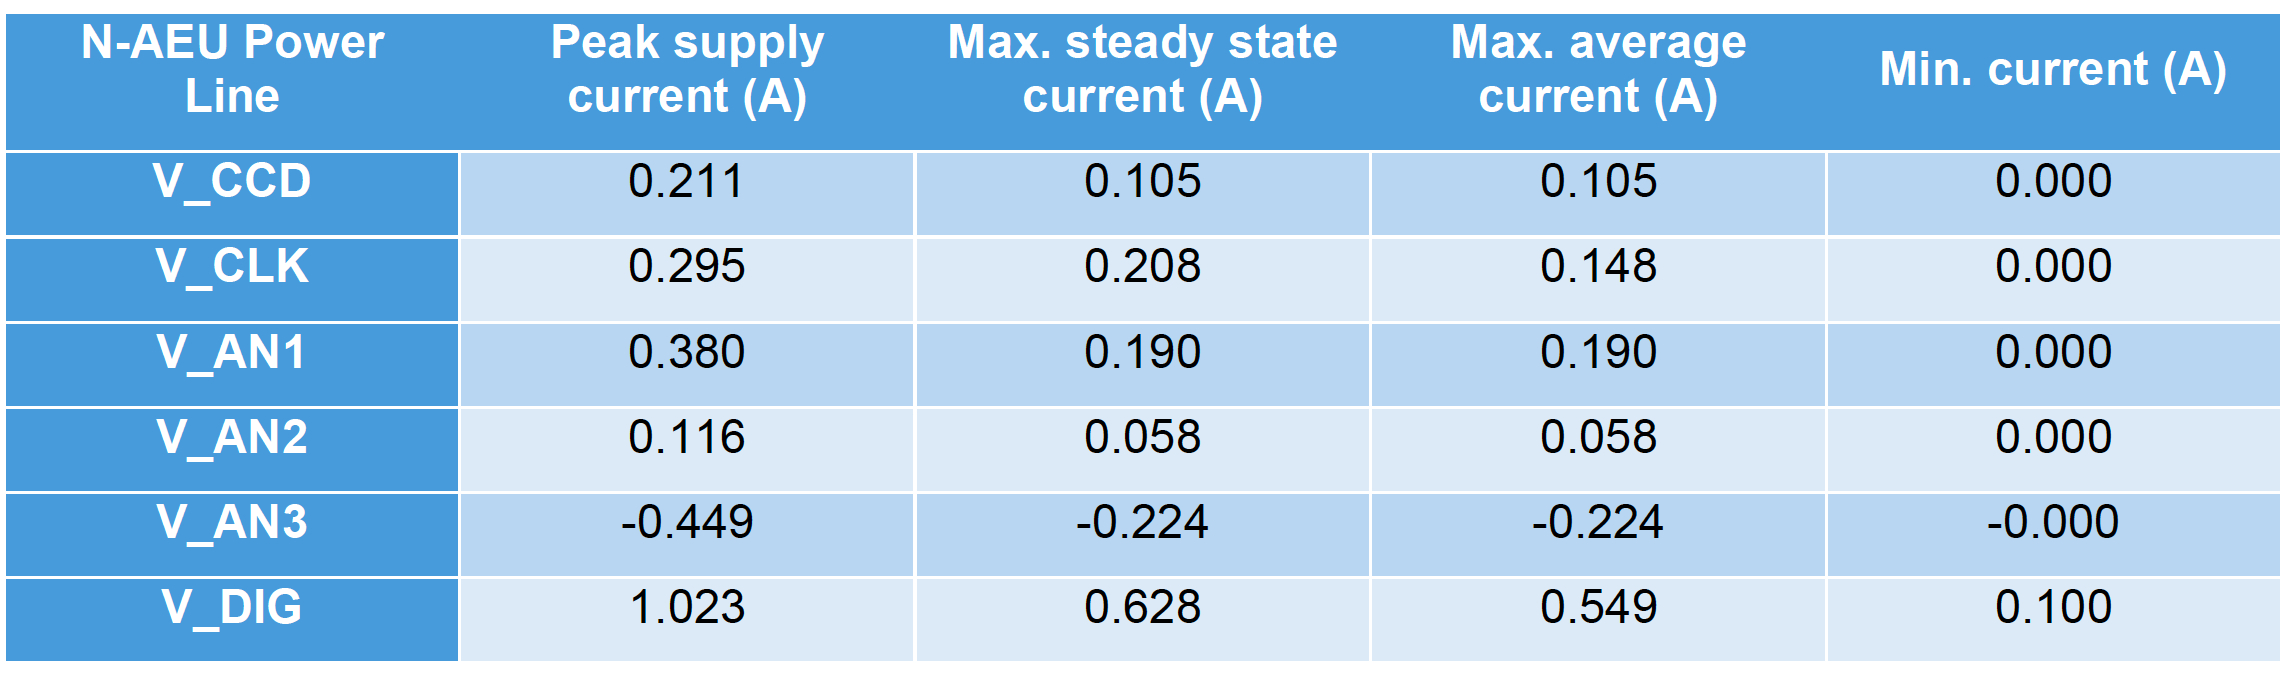 N-AEU Power Line | Peak supply current (A) | Max. steady state current (A) | Max. average current (A) | Min. current (A)
V_CCD | 0.211 | 0.105 | 0.105 | 0.000
V_CLK | 0.295 | 0.208 | 0.148 | 0.000
V_AN1 | 0.380 | 0.190 | 0.190 | 0.000
V_AN2 | 0.116 | 0.058 | 0.058 | 0.000
V_AN3 | -0.449 | -0.224 | -0.224 | -0.000
V_DIG | 1.023 | 0.628 | 0.549 | 0.100